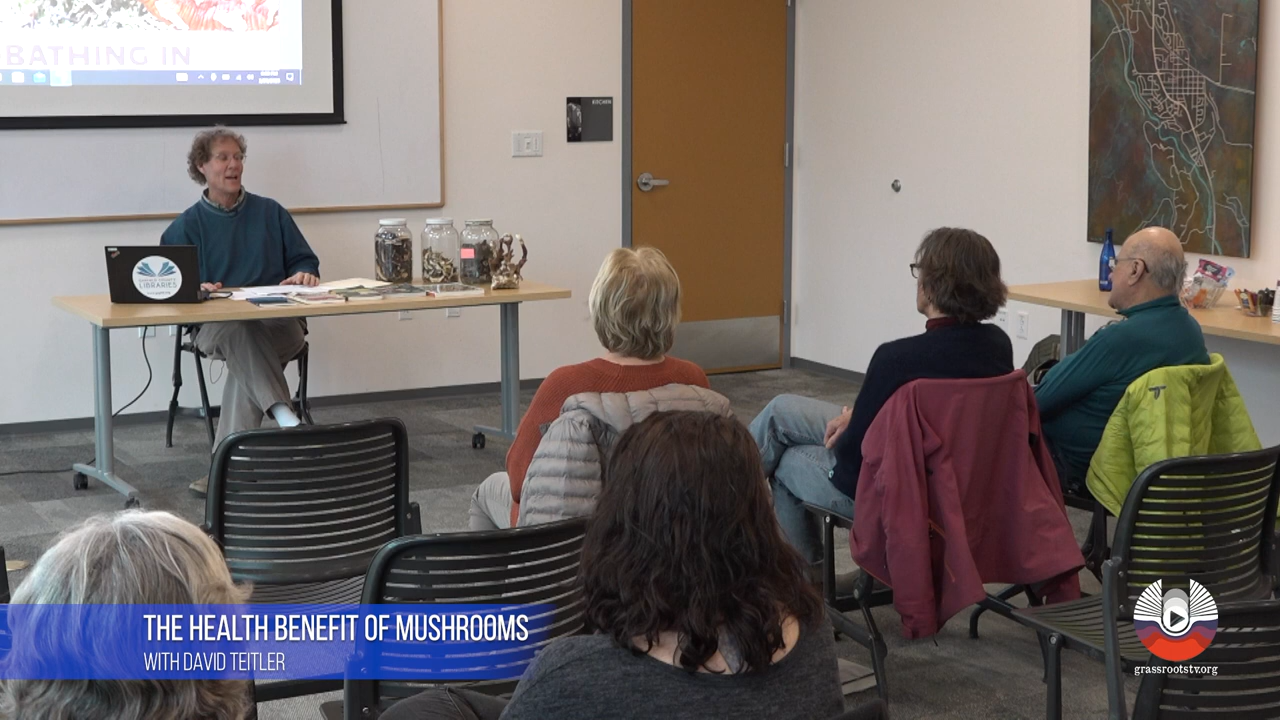 BATHING IN
KITCHEN
LIBRARIES
THE HEALTH BENEFIT OF MUSHROOMS
WITH DAVID TEITLER
grassrootstv.org